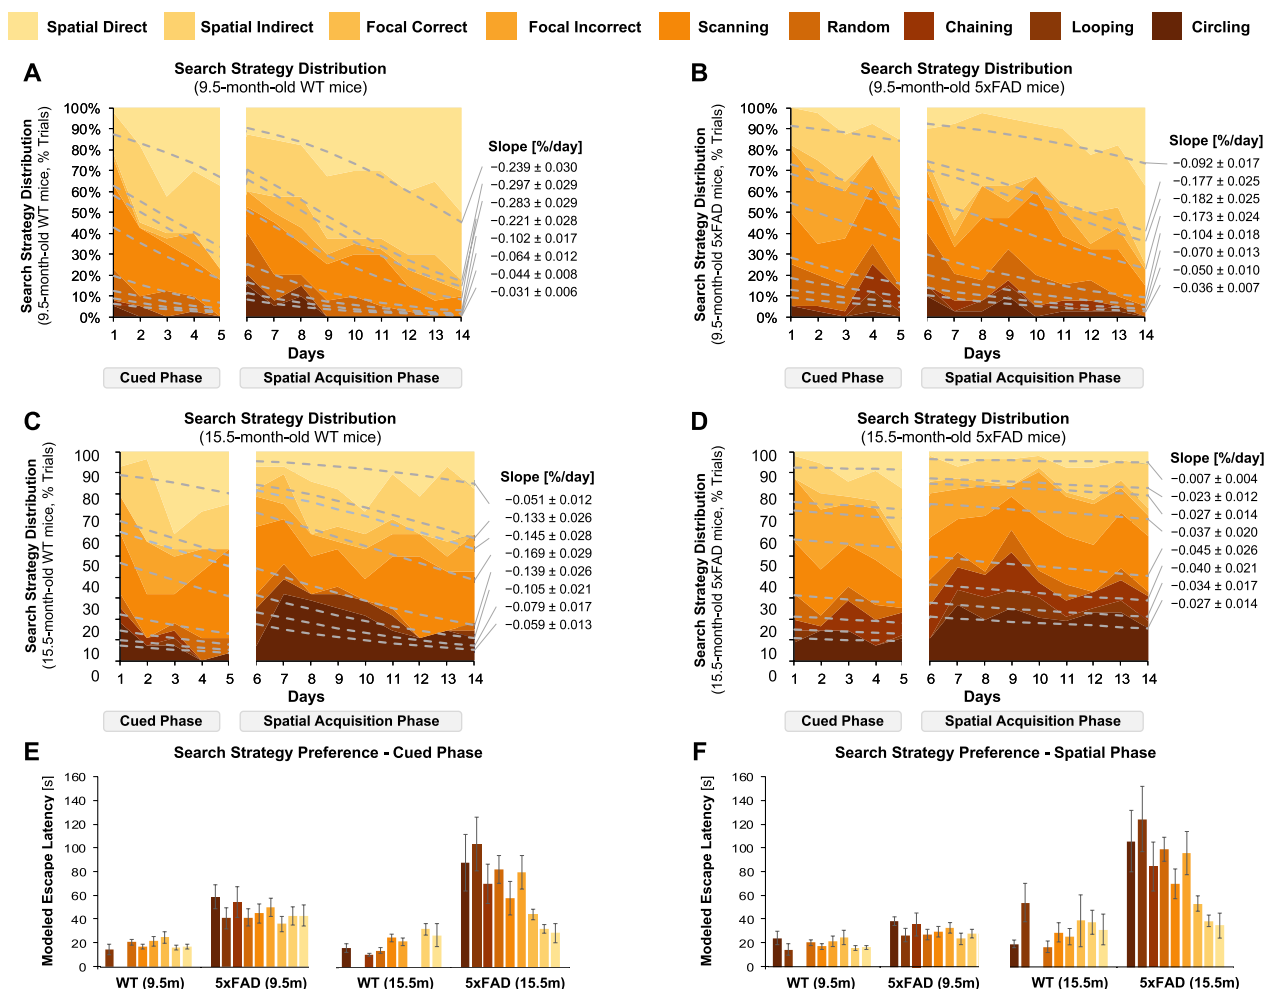 Spatial Direct Spatial Indirect Focal Correct Focal Incorrect Scanning Random Chaining Looping Circling
A
Search Strategy Distribution
(9.5-month-old WT mice)
Search Strategy Distribution
(9.5-month-old WT mice, % Trials)
100%
90%
80%
70%
60%
50%
40%
30%
20%
10%
0%
1 2 3 4 5 6 7 8 9 10 11 12 13 14
Days
Cued Phase Spatial Acquisition Phase
Slope [%/day]
−0.239 ± 0.030
−0.297 ± 0.029
−0.283 ± 0.029
−0.221 ± 0.028
−0.102 ± 0.017
−0.064 ± 0.012
−0.044 ± 0.008
−0.031 ± 0.006
B
Search Strategy Distribution
(9.5-month-old 5xFAD mice)
Search Strategy Distribution
(9.5-month-old 5xFAD mice, % Trials)
100%
90%
80%
70%
60%
50%
40%
30%
20%
10%
0%
1 2 3 4 5 6 7 8 9 10 11 12 13 14
Days
Cued Phase Spatial Acquisition Phase
Slope [%/day]
−0.092 ± 0.017
−0.177 ± 0.025
−0.182 ± 0.025
−0.173 ± 0.024
−0.104 ± 0.018
−0.070 ± 0.013
−0.050 ± 0.010
−0.036 ± 0.007
C
Search Strategy Distribution
(15.5-month-old WT mice)
Search Strategy Distribution
(15.5-month-old WT mice, % Trials)
100
90
80
70
60
50
40
30
20
10
0
1 2 3 4 5 6 7 8 9 10 11 12 13 14
Days
Cued Phase Spatial Acquisition Phase
Slope [%/day]
−0.051 ± 0.012
−0.133 ± 0.026
−0.145 ± 0.028
−0.169 ± 0.029
−0.139 ± 0.026
−0.105 ± 0.021
−0.079 ± 0.017
−0.059 ± 0.013
D
Search Strategy Distribution
(15.5-month-old 5xFAD mice)
Search Strategy Distribution
(15.5-month-old 5xFAD mice, % Trials)
100
90
80
70
60
50
40
30
20
10
0
1 2 3 4 5 6 7 8 9 10 11 12 13 14
Days
Cued Phase Spatial Acquisition Phase
Slope [%/day]
−0.007 ± 0.004
−0.023 ± 0.012
−0.027 ± 0.014
−0.037 ± 0.020
−0.045 ± 0.026
−0.040 ± 0.021
−0.034 ± 0.017
−0.027 ± 0.014
E
Search Strategy Preference - Cued Phase
Modeled Escape Latency [s]
160
140
120
100
80
60
40
20
0
WT (9.5m) 5xFAD (9.5m) WT (15.5m) 5xFAD (15.5m)
F
Search Strategy Preference - Spatial Phase
Modeled Escape Latency [s]
160
140
120
100
80
60
40
20
0
WT (9.5m) 5xFAD (9.5m) WT (15.5m) 5xFAD (15.5m)